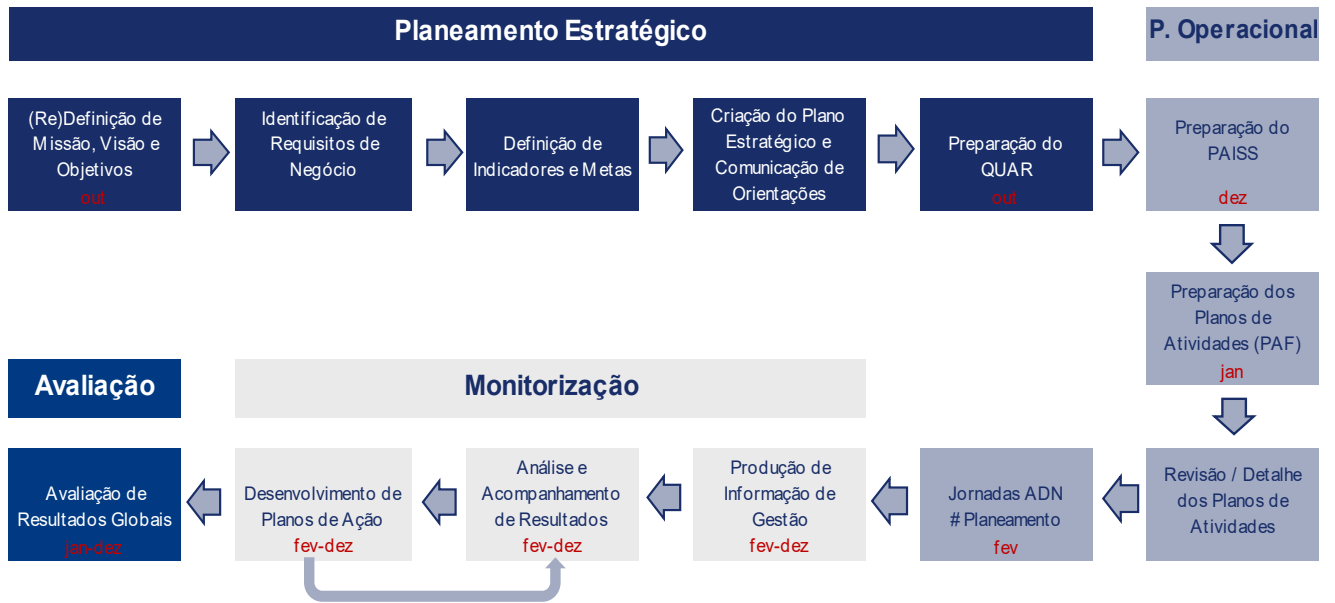 Planeamento Estratégico
P. Operacional
(Re)Definição de
Missão, Visão e
Objetivos
out
Identificação de
Requisitos de
Negócio
Definição de
Indicadores e Metas
Criação do Plano
Estratégico e
Comunicação de
Orientações
Preparação do
QUAR
out
Preparação do
PAISS
dez
Preparação dos
Planos de
Atividades (PAF)
jan
Avaliação
Monitorização
Avaliação de
Resultados Globais
jan-dez
Desenvolvimento de
Planos de Ação
fev-dez
Análise e
Acompanhamento
de Resultados
fev-dez
Produção de
Informação de
Gestão
fev-dez
Jornadas ADN
# Planeamento
fev
Revisão / Detalhe
dos Planos de
Atividades